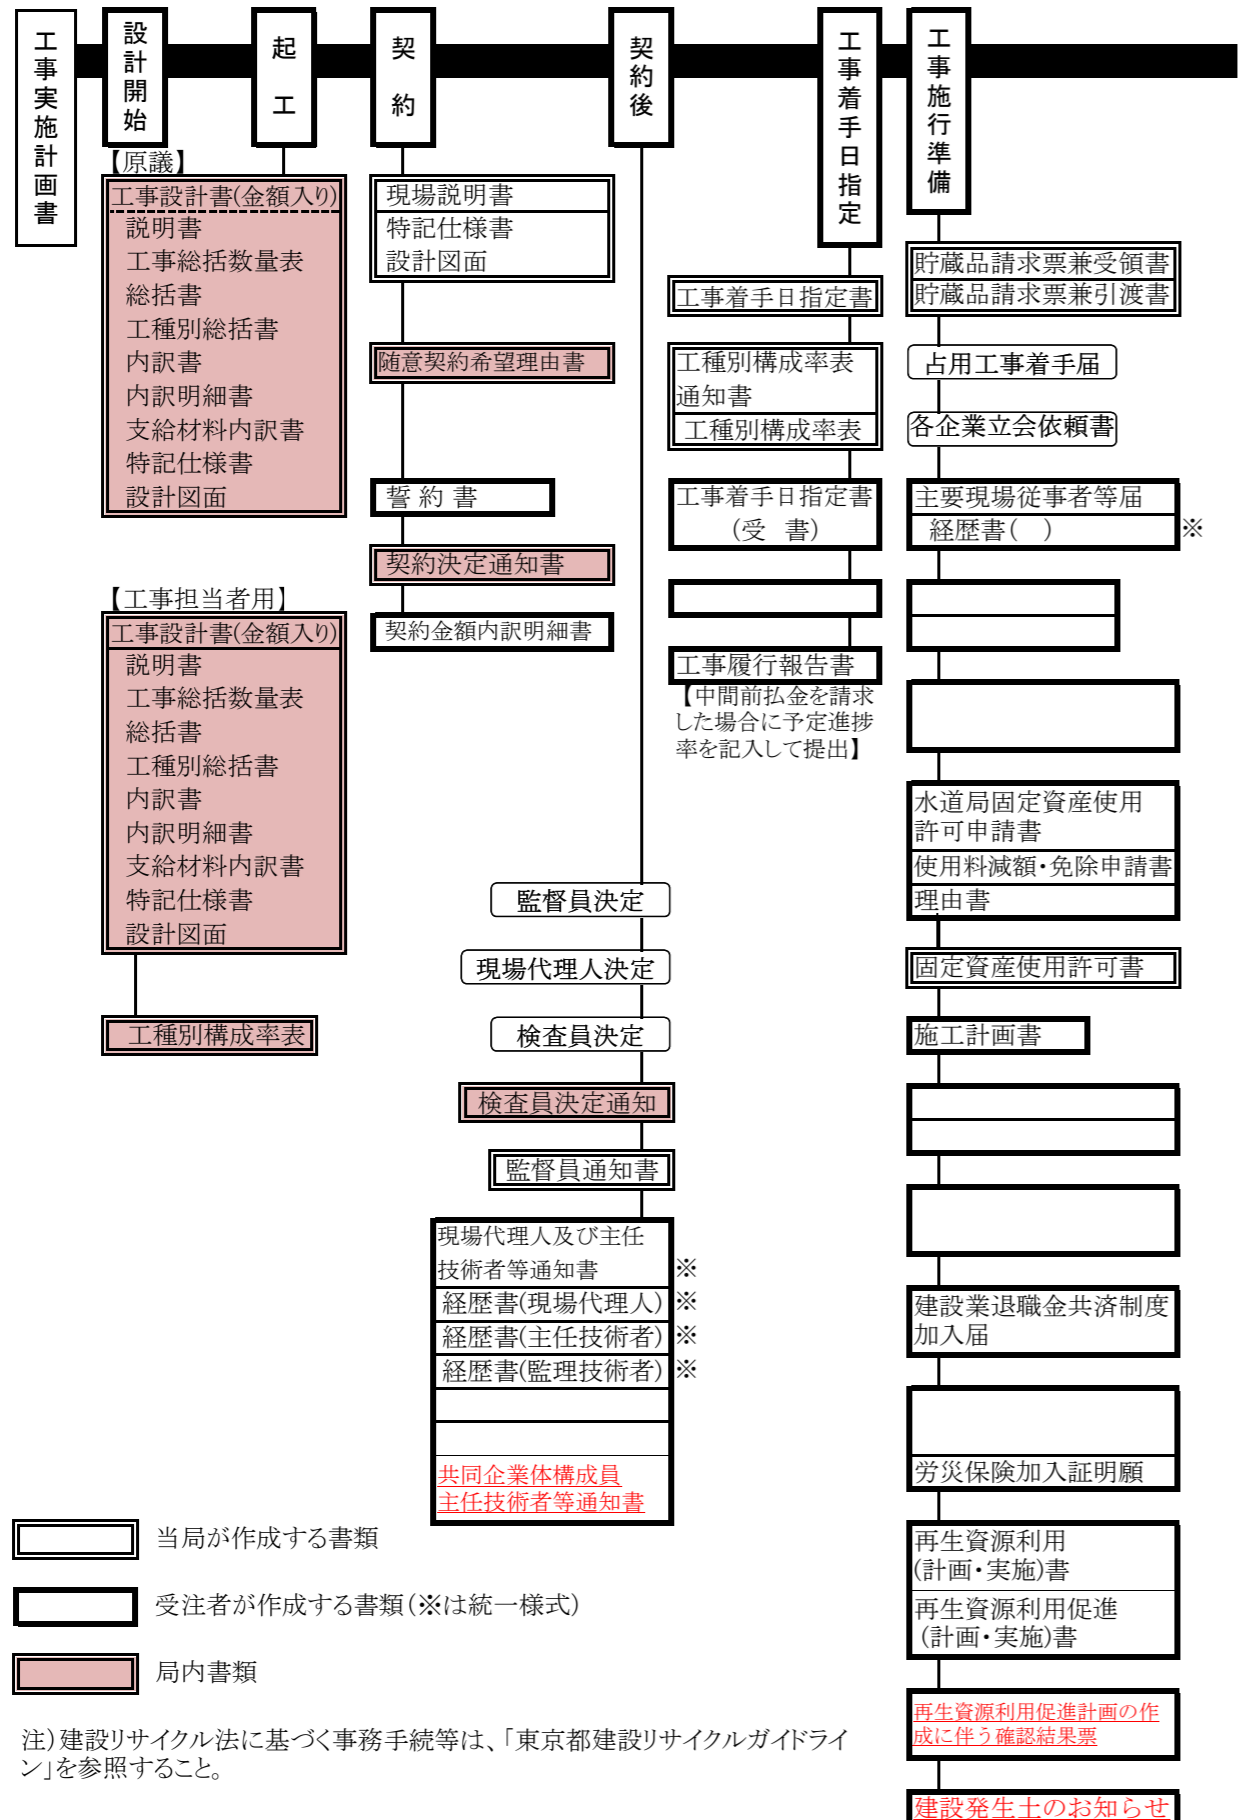 工事実施計画書
設計開始
起工
契約
契約後
工事着手日指定
工事施行準備
【原議】
工事設計書(金額入り)
説明書
工事総括数量表
総括書
工種別総括書
内訳書
内訳明細書
支給材料内訳書
特記仕様書
設計図面
【工事担当者用】
工事設計書(金額入り)
説明書
工事総括数量表
総括書
工種別総括書
内訳書
内訳明細書
支給材料内訳書
特記仕様書
設計図面
工種別構成率表
現場説明書
特記仕様書
設計図面
随意契約希望理由書
誓約書
契約決定通知書
契約金額内訳明細書
監督員決定
現場代理人決定
検査員決定
検査員決定通知
監督員通知書
現場代理人及び主任
技術者等通知書 ※
経歴書(現場代理人) ※
経歴書(主任技術者) ※
経歴書(監理技術者) ※
共同企業体構成員
主任技術者等通知書
工事着手日指定書
工種別構成率表
通知書
工種別構成率表
工事着手日指定書
(受 書)
工事履行報告書
【中間前払金を請求
した場合に予定進捗
率を記入して提出】
貯蔵品請求票兼受領書
貯蔵品請求票兼引渡書
占用工事着手届
各企業立会依頼書
主要現場従事者等届
経歴書( ) ※
水道局固定資産使用
許可申請書
使用料減額・免除申請書
理由書
固定資産使用許可書
施工計画書
建設業退職金共済制度
加入届
労災保険加入証明願
再生資源利用
(計画・実施)書
再生資源利用促進
(計画・実施)書
再生資源利用促進計画の作
成に伴う確認結果票
建設発生土のお知らせ
当局が作成する書類
受注者が作成する書類(※は統一様式)
局内書類
注)建設リサイクル法に基づく事務手続等は、「東京都建設リサイクルガイドライ
ン」を参照すること。